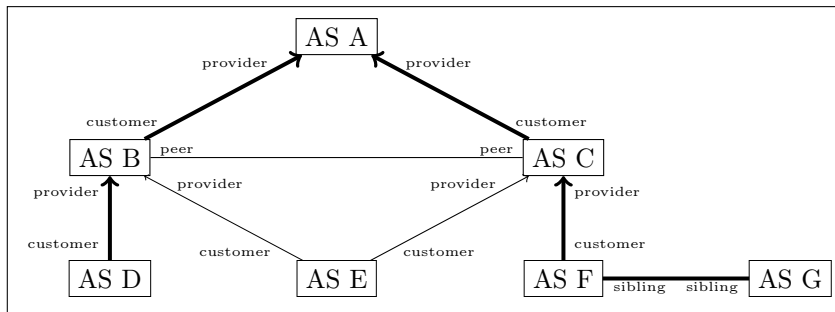 AS A
provider provider
customer customer
AS B peer peer AS C
provider provider provider provider
customer customer customer customer
AS D AS E AS F sibling sibling AS G